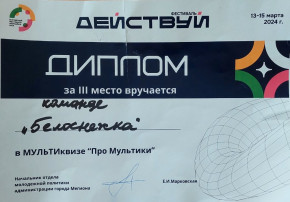 ФЕСТИВАЛЬ
ДЕЙСТВУЙ
13-15 марта
2024 г.
ДИПЛОМ
за III место вручается
команде
„Белоснежка"
в МУЛЬТИквизе "Про Мультики"
Начальник отдела
молодежной политики
администрации города Мегиона
Е.И.Марковская